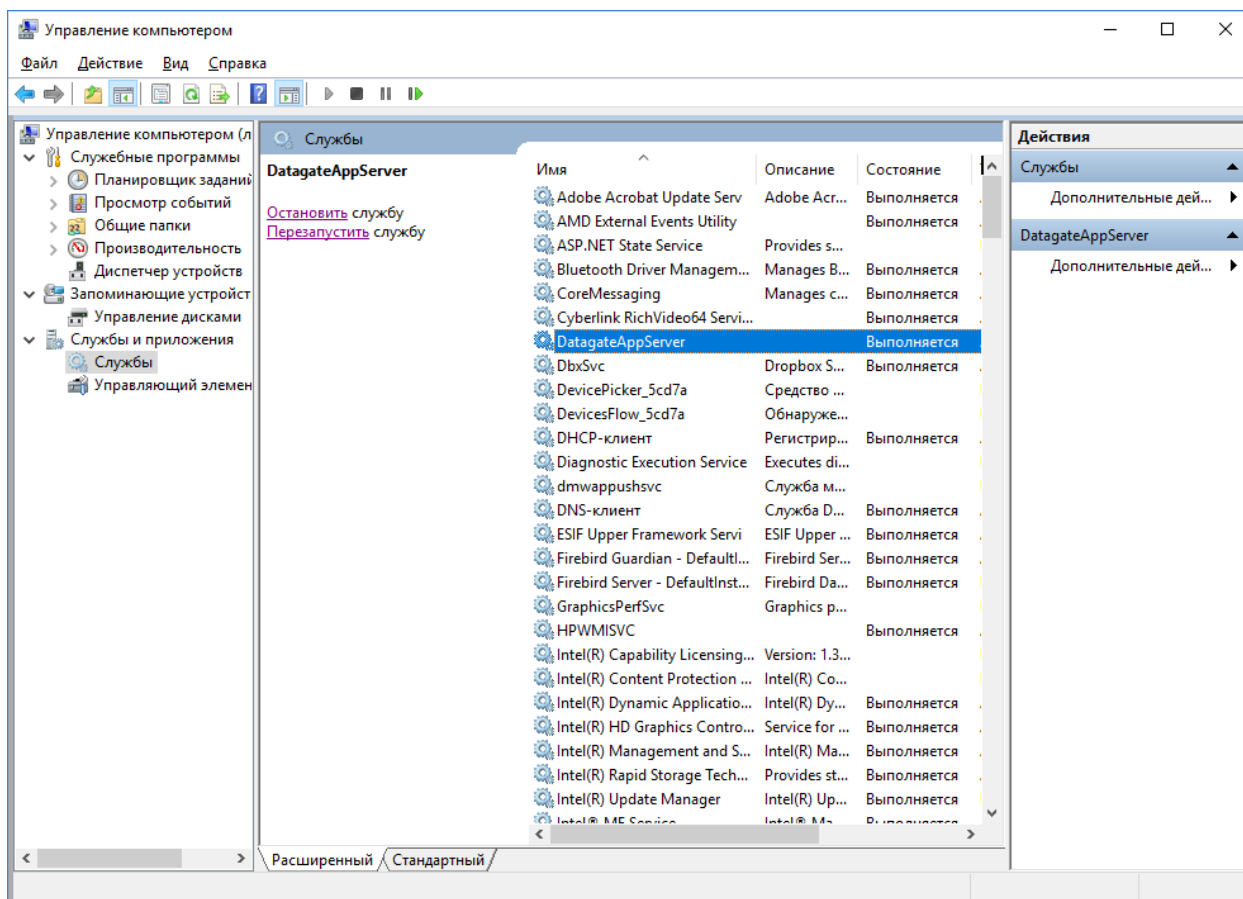 Управление компьютером
Файл Действие Вид Справка
Управление компьютером (л
Служебные программы
Планировщик заданий
Просмотр событий
Общие папки
Производительность
Диспетчер устройств
Запоминающие устройст
Управление дисками
Службы и приложения
Службы
Управляющий элемен
Службы
DatagateAppServer
Остановить службу
Перезапустить службу
Имя Описание Состояние
Adobe Acrobat Update Serv Adobe Acr... Выполняется
AMD External Events Utility Выполняется
ASP.NET State Service Provides s...
Bluetooth Driver Managem... Manages B... Выполняется
CoreMessaging Manages c... Выполняется
Cyberlink RichVideo64 Servi... Выполняется
DatagateAppServer Выполняется
DbxSvc Dropbox S... Выполняется
DevicePicker_5cd7a Средство ...
DevicesFlow_5cd7a Обнаруже...
DHCP-клиент Регистрир... Выполняется
Diagnostic Execution Service Executes di...
dmwappushsvc Служба м...
DNS-клиент Служба D... Выполняется
ESIF Upper Framework Servi ESIF Upper ... Выполняется
Firebird Guardian - DefaultI... Firebird Ser... Выполняется
Firebird Server - DefaultInst... Firebird Da... Выполняется
GraphicsPerfSvc Graphics p...
HPWMISVC Выполняется
Intel(R) Capability Licensing... Version: 1.3...
Intel(R) Content Protection ... Intel(R) Co...
Intel(R) Dynamic Applicatio... Intel(R) Dy... Выполняется
Intel(R) HD Graphics Contro... Service for ... Выполняется
Intel(R) Management and S... Intel(R) Ma... Выполняется
Intel(R) Rapid Storage Tech... Provides st... Выполняется
Intel(R) Update Manager Intel(R) Up... Выполняется
Intel® ME Service Intel® Ma... Выполняется
Расширенный Стандартный
Действия
Службы
Дополнительные дей...
DatagateAppServer
Дополнительные дей...